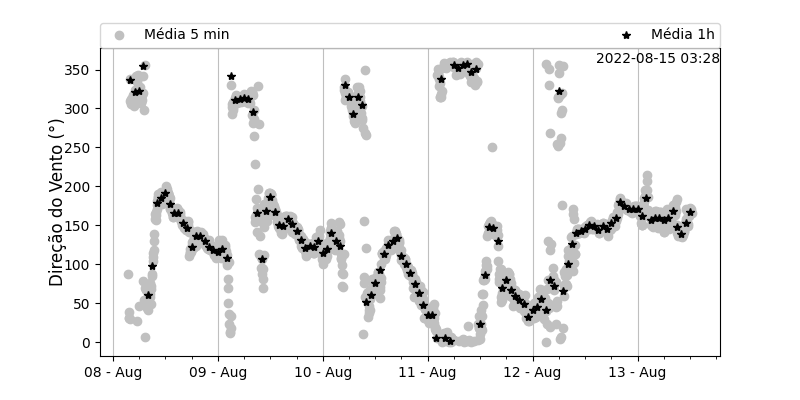 Média 5 min
Média 1h
2022-08-15 03:28
Direção do Vento (°)
350
300
250
200
150
100
50
0
08 - Aug
09 - Aug
10 - Aug
11 - Aug
12 - Aug
13 - Aug